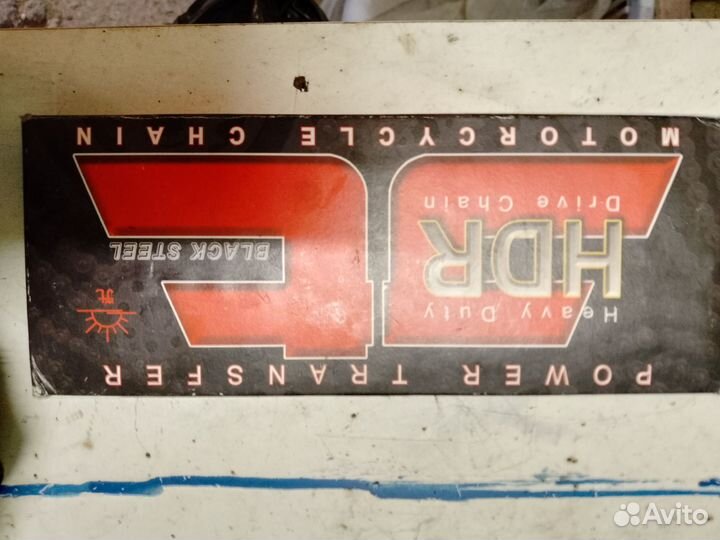 POWER TRANSFER
Heavy Duty
HDR
Drive Chain
BLACK STEEL
MOTORCYCLE CHAIN
Avito